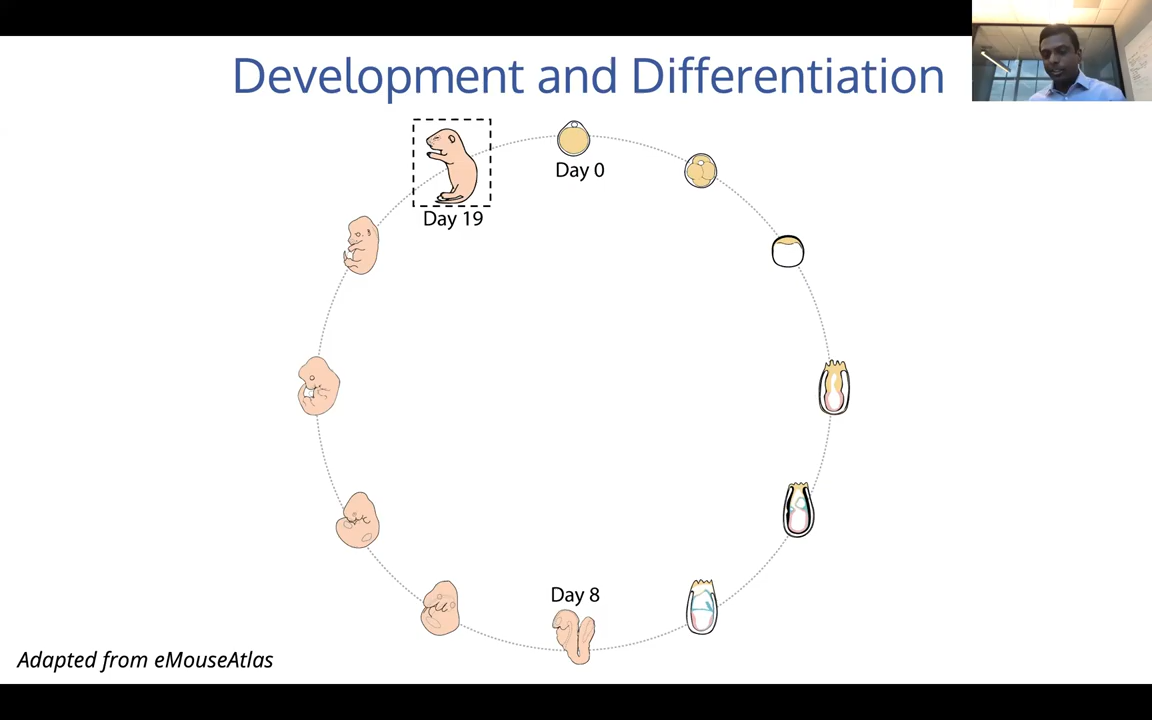 Development and Differentiation
Day 0
Day 19
Day 8
Adapted from eMouseAtlas